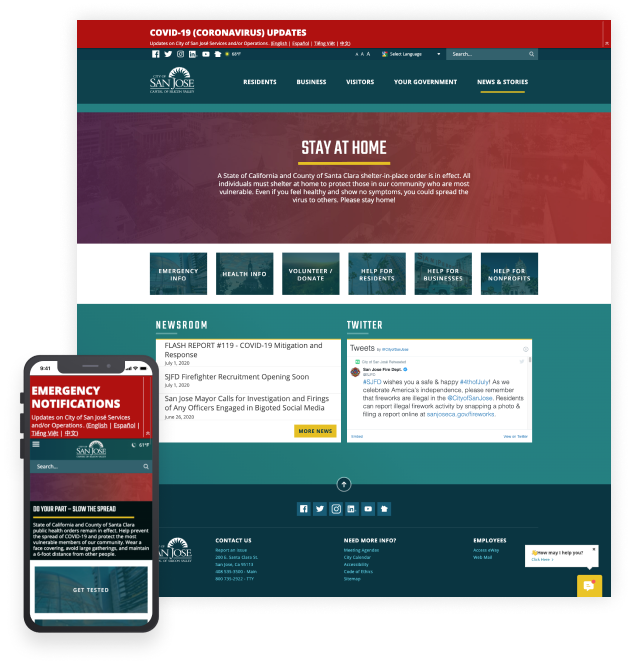 COVID-19 (CORONAVIRUS) UPDATES
Updates on City of San José Services and/or Operations. (English | Español | Tiếng Việt | 中文)
68°F
A A A
Select Language
Search...
CITY OF
SAN JOSE
CAPITAL OF SILICON VALLEY
RESIDENTS
BUSINESS
VISITORS
YOUR GOVERNMENT
NEWS & STORIES
STAY AT HOME
A State of California and County of Santa Clara shelter-in-place order is in effect. All
individuals must shelter at home to protect those in our community who are most
vulnerable. Even if you feel healthy and show no symptoms, you could spread the
virus to others. Please stay home!
EMERGENCY
INFO
HEALTH INFO
VOLUNTEER /
DONATE
HELP FOR
RESIDENTS
HELP FOR
BUSINESSES
HELP FOR
NONPROFITS
NEWSROOM
FLASH REPORT #119 - COVID-19 Mitigation and
Response
July 1, 2020
SJFD Firefighter Recruitment Opening Soon
July 1, 2020
San Jose Mayor Calls for Investigation and Firings
of Any Officers Engaged in Bigoted Social Media
June 26, 2020
MORE NEWS
TWITTER
Tweets by @CityofSanJose
City of San José Retweeted
San Jose Fire Dept.
@SJFD
#SJFD wishes you a safe & happy #4thofJuly! As we
celebrate America's independence, please remember
that fireworks are illegal in the @CityofSanJose. Residents
can report illegal firework activity by snapping a photo &
filing a report online at sanjoseca.gov/fireworks.
Embed
View on Twitter
9:41
EMERGENCY
NOTIFICATIONS
Updates on City of San José Services
and/or Operations. (English | Español |
Tiếng Việt | 中文)
SAN JOSE
61°F
Search...
DO YOUR PART – SLOW THE SPREAD
State of California and County of Santa Clara
public health orders remain in effect. Help prevent
the spread of COVID-19 and protect the most
vulnerable members of our community. Wear a
face covering, avoid large gatherings, and maintain
a 6-foot distance from other people.
GET TESTED
SAN JOSE
CONTACT US
Report an issue
200 E. Santa Clara St.
San José, CA 95113
408 535-3500 - Main
800 735-2922 - TTY
NEED MORE INFO?
Meeting Agendas
City Calendar
Accessibility
Code of Ethics
Sitemap
EMPLOYEES
Access eWay
Web Mail
How may I help you?
Click Here >
x